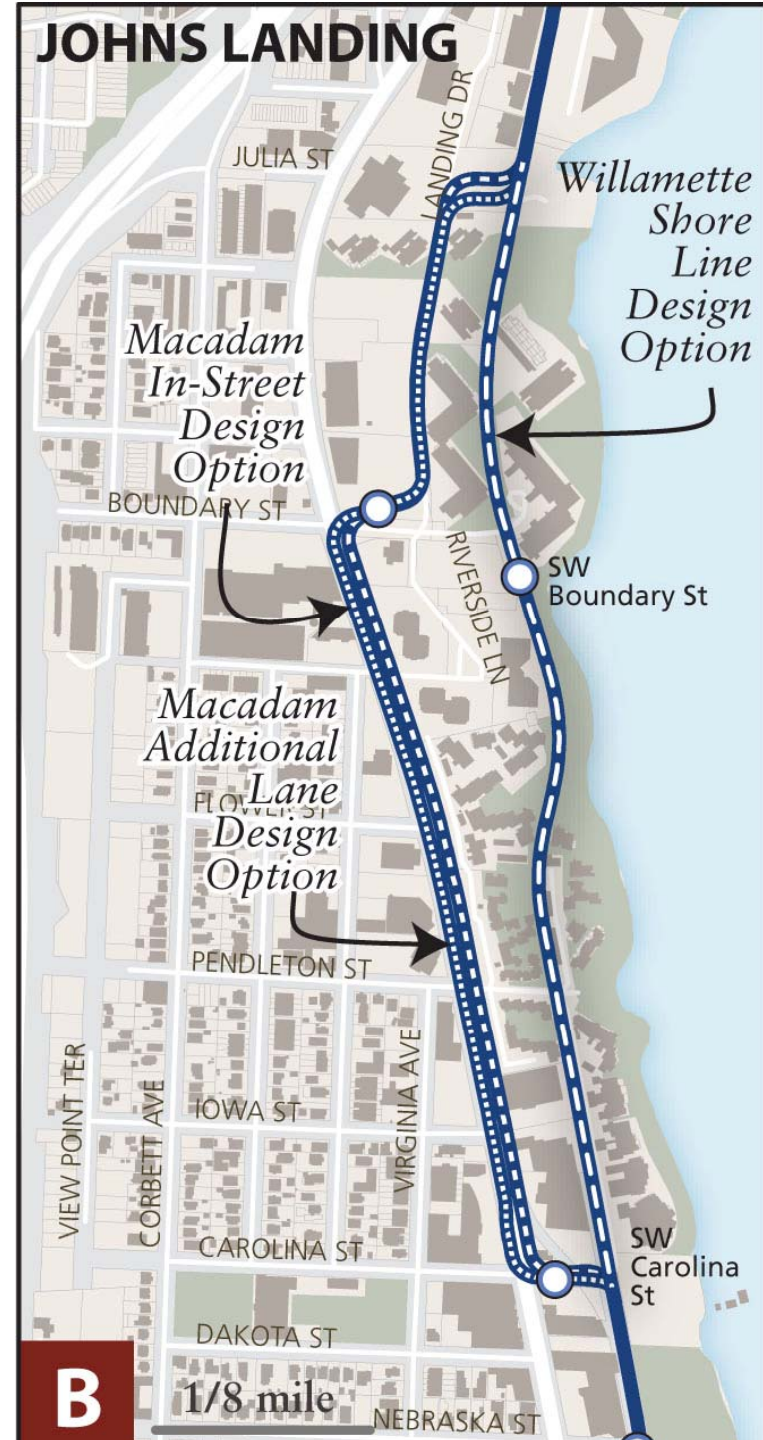 JOHNS LANDING
LANDING DR
JULIA ST
Willamette
Shore
Line
Design
Option
Macadam
In-Street
Design
Option
BOUNDARY ST
RIVERSIDE LN
SW
Boundary St
Macadam
Additional
Lane
Design
Option
FLOWER ST
PENDLETON ST
VIEW POINT TER
CORBETT AVE
IOWA ST
VIRGINIA AVE
CAROLINA ST
SW
Carolina
St
DAKOTA ST
B
1/8 mile
NEBRASKA ST